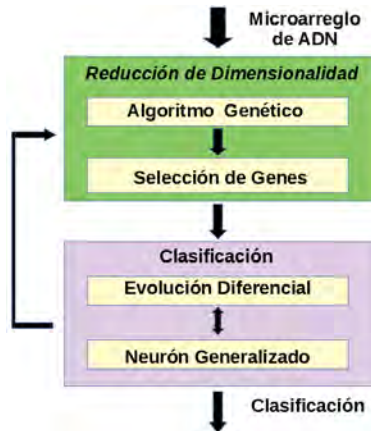 Microarreglo
de ADN
Reducción de Dimensionalidad
Algoritmo Genético
Selección de Genes
Clasificación
Evolución Diferencial
Neurón Generalizado
Clasificación